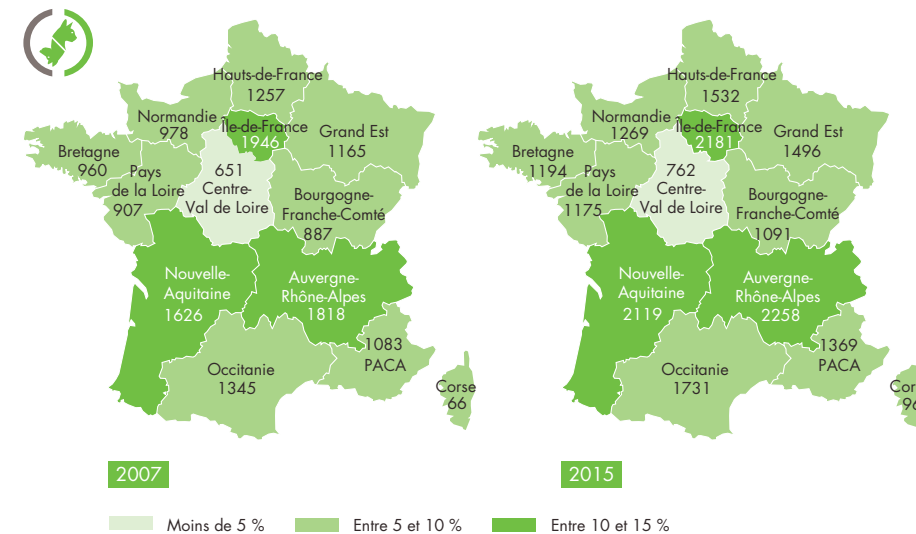 Hauts-de-France
1257
Normandie
978
Île-de-France
1946
Grand Est
1165
Bretagne
960
Pays
de la Loire
907
651
Centre-
Val de Loire
Bourgogne-
Franche-Comté
887
Nouvelle-
Aquitaine
1626
Auvergne-
Rhône-Alpes
1818
1083
PACA
Occitanie
1345
Corse
66
2007
Hauts-de-France
1532
Normandie
1269
Île-de-France
2181
Grand Est
1496
Bretagne
1194
Pays
de la Loire
1175
762
Centre-
Val de Loire
Bourgogne-
Franche-Comté
1091
Nouvelle-
Aquitaine
2119
Auvergne-
Rhône-Alpes
2258
1369
PACA
Occitanie
1731
Cor
96
2015
Moins de 5 %
Entre 5 et 10 %
Entre 10 et 15 %